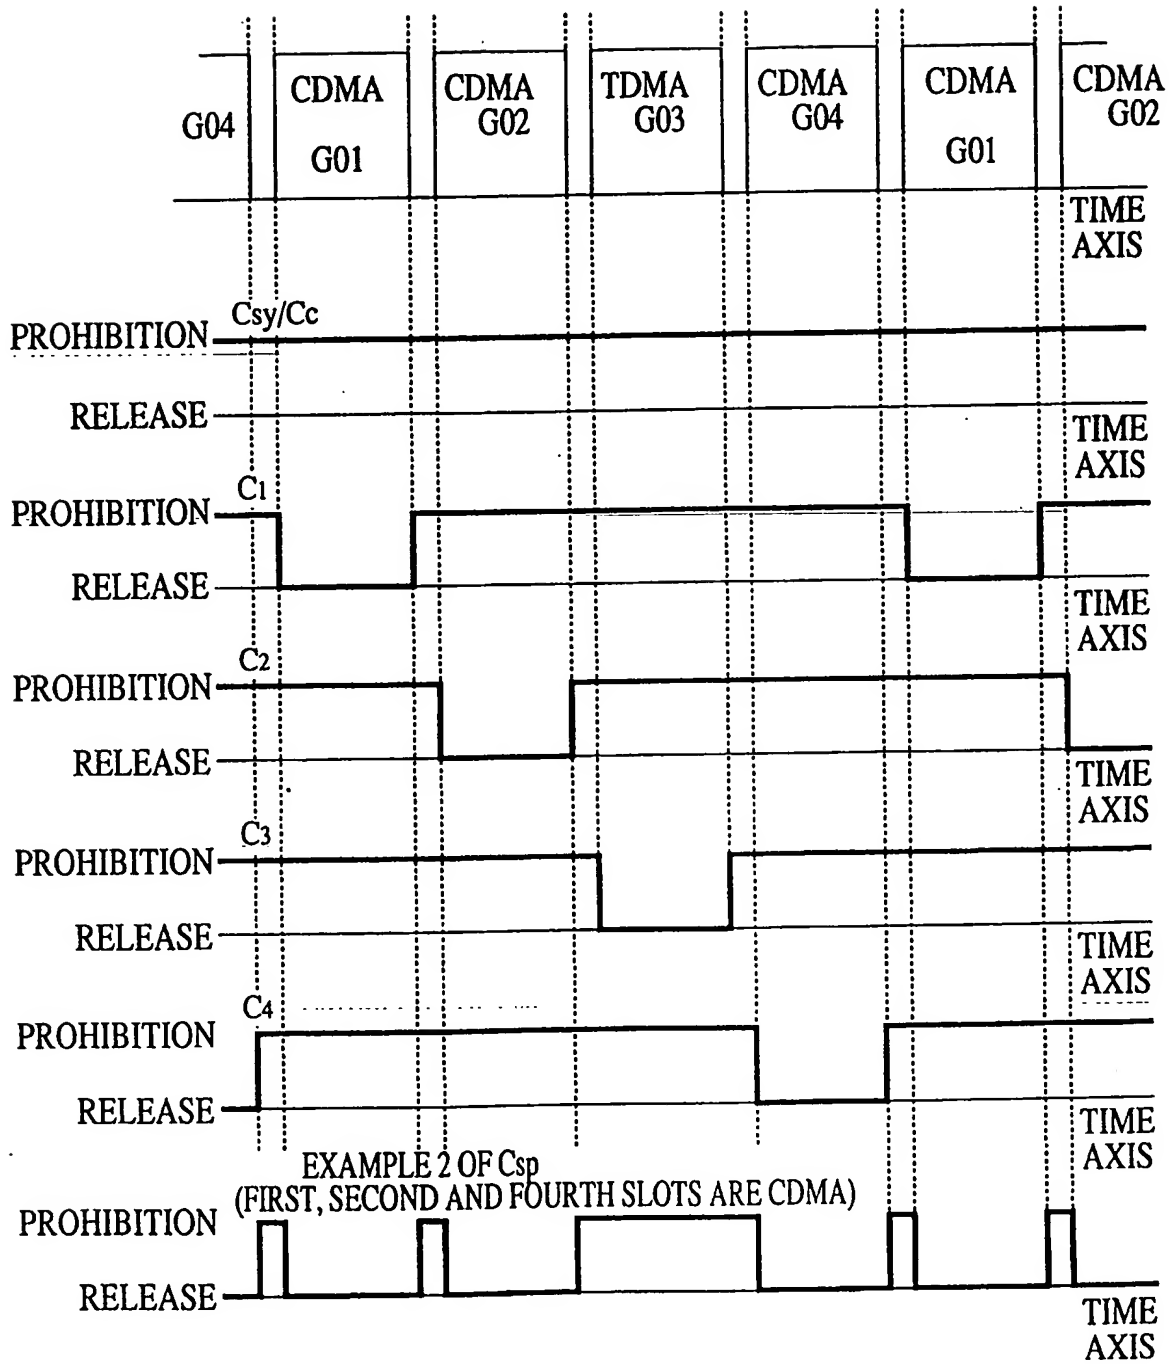 CDMA CDMA TDMA CDMA CDMA CDMA
G04 G01 G02 G03 G04 G01 G02
TIME
AXIS
Csy/Cc
PROHIBITION
RELEASE
TIME
AXIS
C1
PROHIBITION
RELEASE
TIME
AXIS
C2
PROHIBITION
RELEASE
TIME
AXIS
C3
PROHIBITION
RELEASE
TIME
AXIS
C4
PROHIBITION
RELEASE
TIME
AXIS
EXAMPLE 2 OF Csp
(FIRST, SECOND AND FOURTH SLOTS ARE CDMA)
PROHIBITION
RELEASE
TIME
AXIS